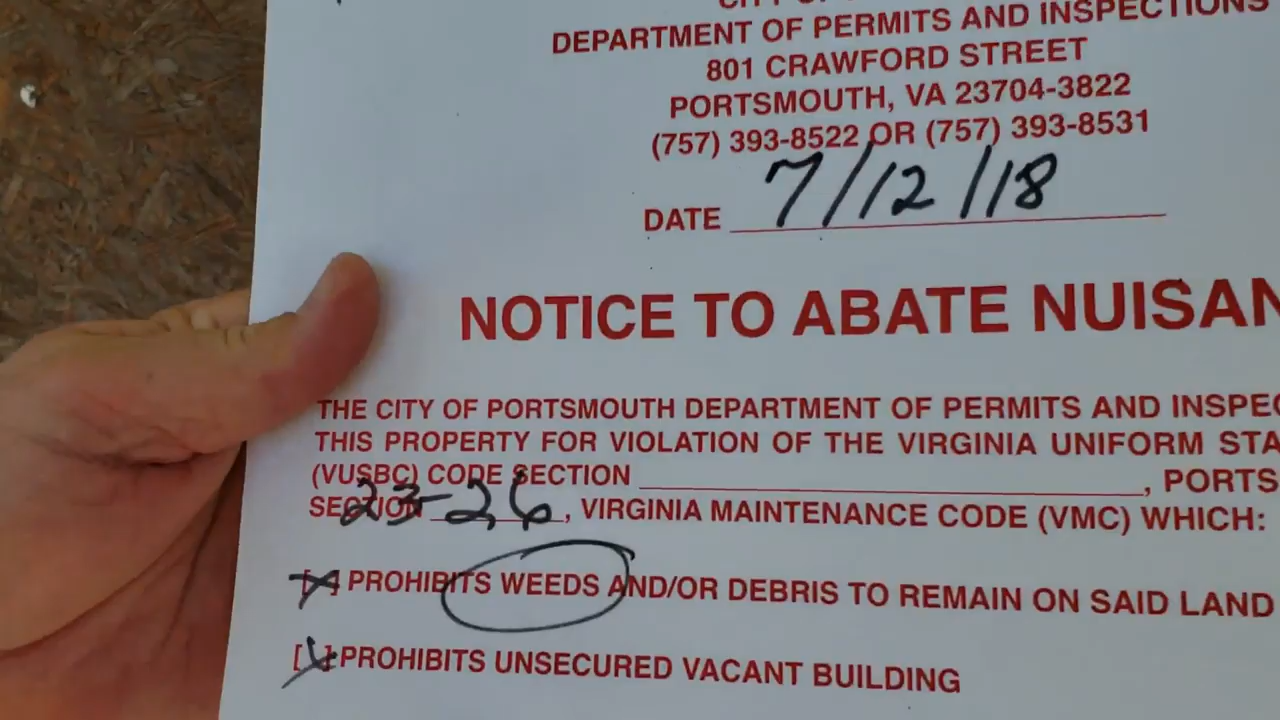 DEPARTMENT OF PERMITS AND INSPECTIONS
801 CRAWFORD STREET
PORTSMOUTH, VA 23704-3822
(757) 393-8522 OR (757) 393-8531
DATE 7/12/18
NOTICE TO ABATE NUISAN
THE CITY OF PORTSMOUTH DEPARTMENT OF PERMITS AND INSPEC
THIS PROPERTY FOR VIOLATION OF THE VIRGINIA UNIFORM STA
(VUSBC) CODE SECTION , PORTS
SECTION 23-26, VIRGINIA MAINTENANCE CODE (VMC) WHICH:
[X] PROHIBITS WEEDS AND/OR DEBRIS TO REMAIN ON SAID LAND
[X] PROHIBITS UNSECURED VACANT BUILDING